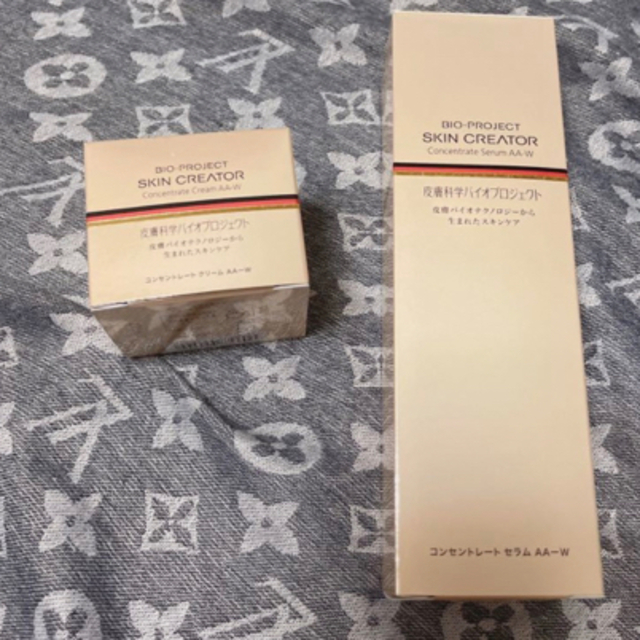 BIO-PROJECT
SKIN CREATOR
Concentrate Cream AA-W
皮膚科学バイオプロジェクト
皮膚バイオテクノロジーから
生まれたスキンケア
コンセントレート クリーム AA-W
BIO-PROJECT
SKIN CREATOR
Concentrate Serum AA-W
皮膚科学バイオプロジェクト
皮膚バイオテクノロジーから
生まれたスキンケア
コンセントレート セラム AA-W